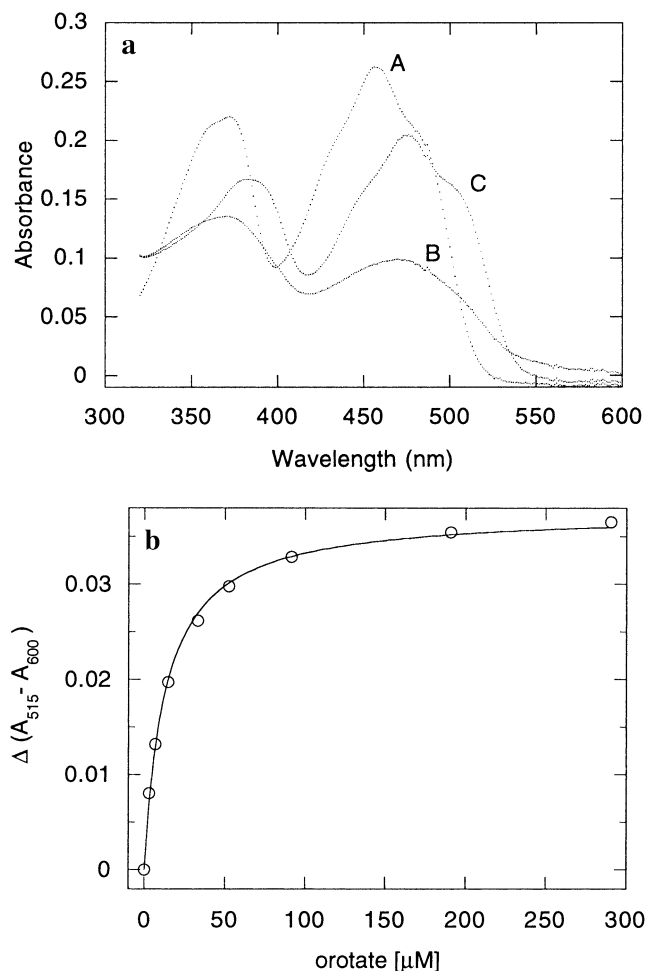 a
0.3
0.25
0.2
0.15
0.1
0.05
0
Absorbance
A
C
B
300 350 400 450 500 550 600
Wavelength (nm)
b
0.03
0.02
0.01
0
Δ (A515 - A600)
0 50 100 150 200 250 300
orotate [µM]